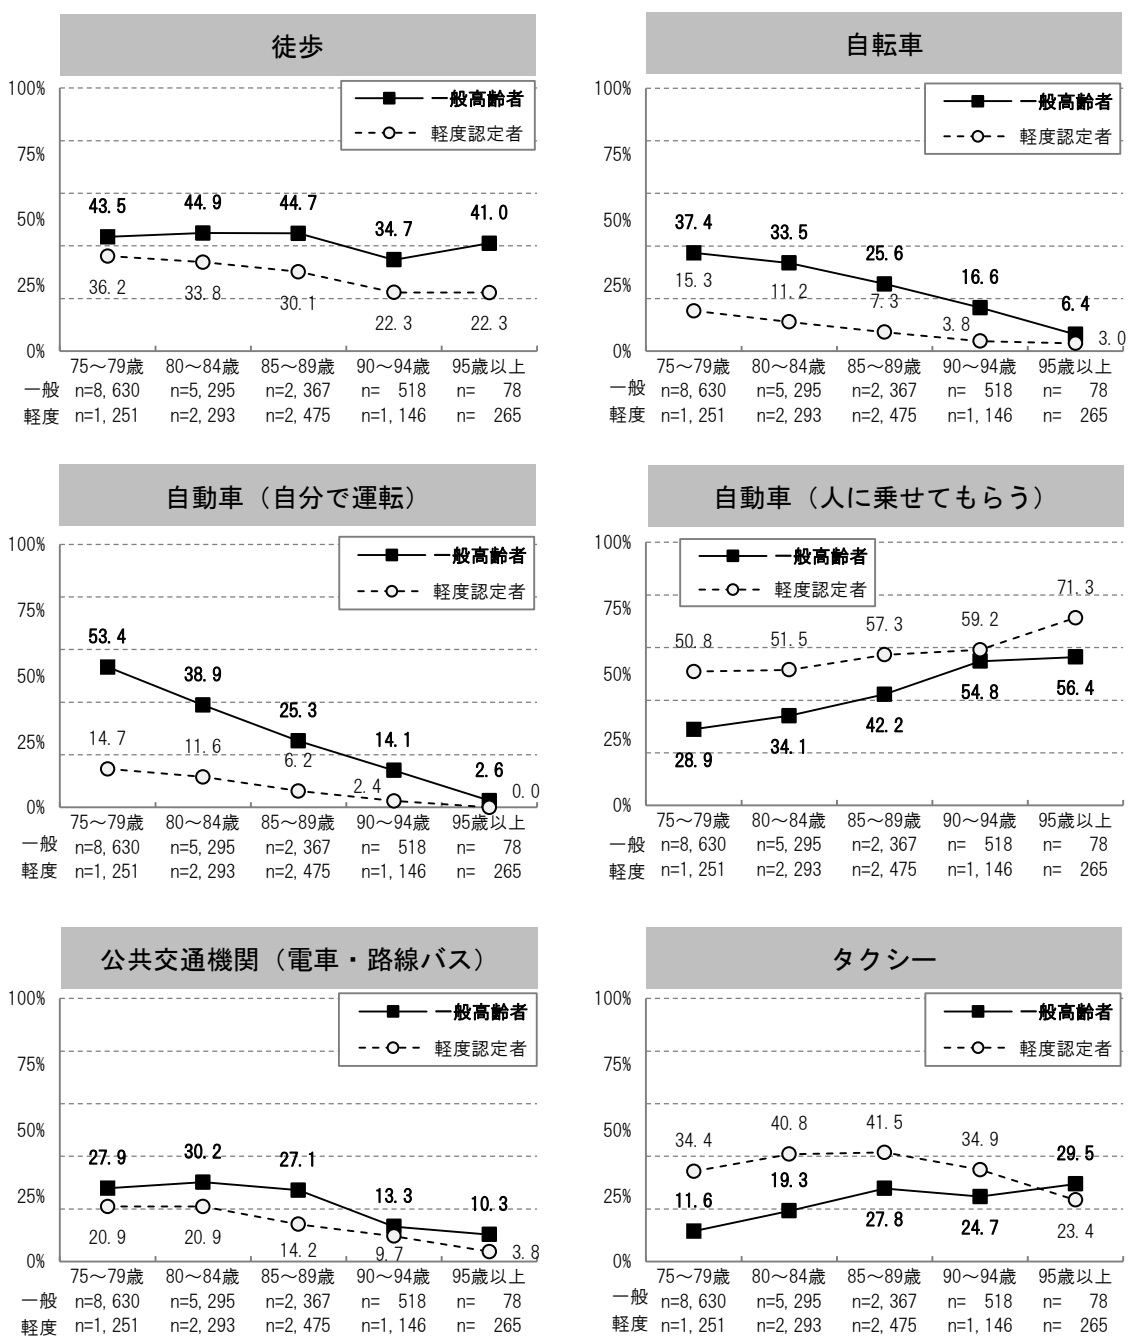 徒歩
100%
75%
50%
25%
0%
一般高齢者
軽度認定者
43.5 44.9 44.7 34.7 41.0
36.2 33.8 30.1 22.3 22.3
75～79歳 80～84歳 85～89歳 90～94歳 95歳以上
一般 n=8,630 n=5,295 n=2,367 n= 518 n= 78
軽度 n=1,251 n=2,293 n=2,475 n=1,146 n= 265
自転車
100%
75%
50%
25%
0%
一般高齢者
軽度認定者
37.4 33.5 25.6 16.6 6.4
15.3 11.2 7.3 3.8 3.0
75～79歳 80～84歳 85～89歳 90～94歳 95歳以上
一般 n=8,630 n=5,295 n=2,367 n= 518 n= 78
軽度 n=1,251 n=2,293 n=2,475 n=1,146 n= 265
自動車（自分で運転）
100%
75%
50%
25%
0%
一般高齢者
軽度認定者
53.4 38.9 25.3 14.1 2.6
14.7 11.6 6.2 2.4 0.0
75～79歳 80～84歳 85～89歳 90～94歳 95歳以上
一般 n=8,630 n=5,295 n=2,367 n= 518 n= 78
軽度 n=1,251 n=2,293 n=2,475 n=1,146 n= 265
自動車（人に乗せてもらう）
100%
75%
50%
25%
0%
一般高齢者
軽度認定者
50.8 51.5 57.3 59.2 71.3
28.9 34.1 42.2 54.8 56.4
75～79歳 80～84歳 85～89歳 90～94歳 95歳以上
一般 n=8,630 n=5,295 n=2,367 n= 518 n= 78
軽度 n=1,251 n=2,293 n=2,475 n=1,146 n= 265
公共交通機関（電車・路線バス）
100%
75%
50%
25%
0%
一般高齢者
軽度認定者
27.9 30.2 27.1 13.3 10.3
20.9 20.9 14.2 9.7 3.8
75～79歳 80～84歳 85～89歳 90～94歳 95歳以上
一般 n=8,630 n=5,295 n=2,367 n= 518 n= 78
軽度 n=1,251 n=2,293 n=2,475 n=1,146 n= 265
タクシー
100%
75%
50%
25%
0%
一般高齢者
軽度認定者
34.4 40.8 41.5 34.9 23.4
11.6 19.3 27.8 24.7 29.5
75～79歳 80～84歳 85～89歳 90～94歳 95歳以上
一般 n=8,630 n=5,295 n=2,367 n= 518 n= 78
軽度 n=1,251 n=2,293 n=2,475 n=1,146 n= 265